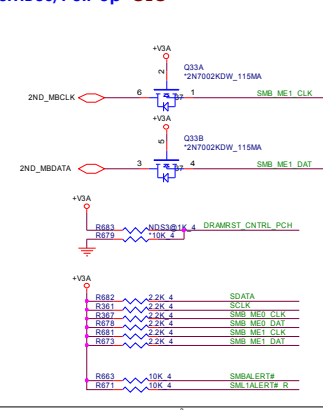 +V3A
Q33A
*2N7002KDW_115MA
2
2ND_MBCLK
6
1
SMB_ME1_CLK
+V3A
Q33B
*2N7002KDW_115MA
5
2ND_MBDATA
3
4
SMB_ME1_DAT
+V3A
R683 NDS3@1K_4 DRAMRST_CNTRL_PCH
R679 *10K_4
+V3A
R682 2.2K_4 SDATA
R361 2.2K_4 SCLK
R367 2.2K_4 SMB_ME0_CLK
R678 2.2K_4 SMB_ME0_DAT
R681 2.2K_4 SMB_ME1_CLK
R673 2.2K_4 SMB_ME1_DAT
R663 10K_4 SMBALERT#
R671 10K_4 SML1ALERT#_R